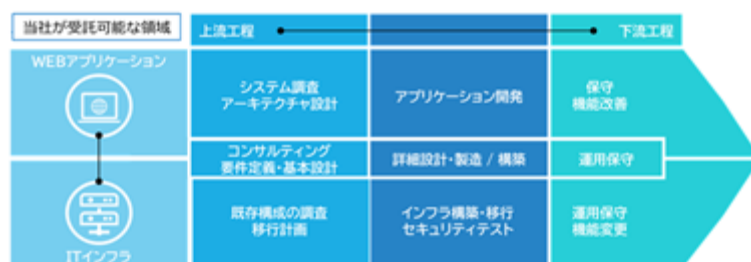 当社が受託可能な領域
上流工程
下流工程
WEBアプリケーション
システム調査
アーキテクチャ設計
アプリケーション開発
保守
機能改善
コンサルティング
要件定義・基本設計
詳細設計・製造 / 構築
運用保守
既存構成の調査
移行計画
インフラ構築・移行
セキュリティテスト
運用保守
機能変更
ITインフラ